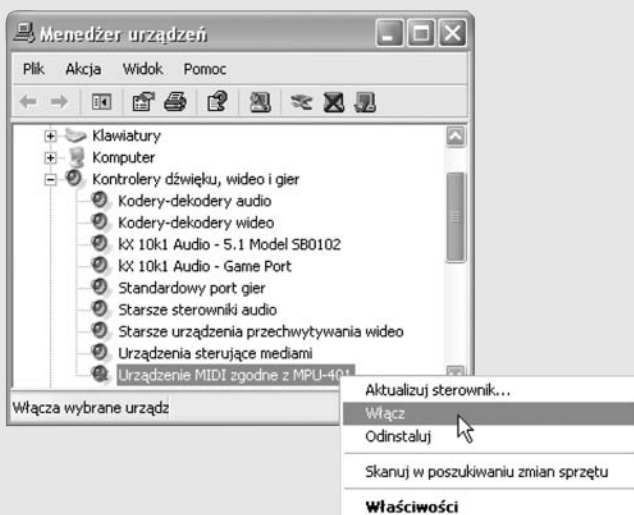 Menedżer urządzeń
Plik Akcja Widok Pomoc
Klawiatury
Komputer
Kontrolery dźwięku, wideo i gier
Kodery-dekodery audio
Kodery-dekodery wideo
kX 10k1 Audio - 5.1 Model SB0102
kX 10k1 Audio - Game Port
Standardowy port gier
Starsze sterowniki audio
Starsze urządzenia przechwytywania wideo
Urządzenia sterujące mediami
Urządzenie MIDI zgodne z MPU-401
Włącza wybrane urządz
Aktualizuj sterownik...
Włącz
Odinstaluj
Skanuj w poszukiwaniu zmian sprzętu
Właściwości